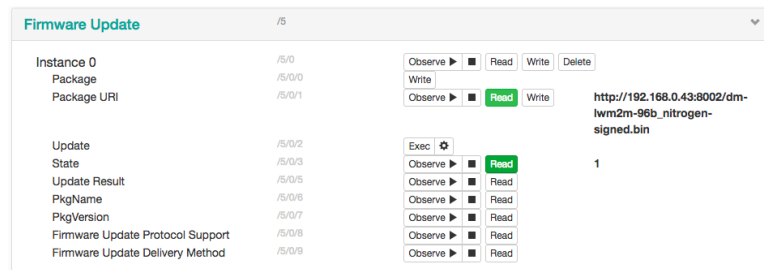 Firmware Update /5
Instance 0 /5/0 Observe Read Write Delete
Package /5/0/0 Write
Package URI /5/0/1 Observe Read Write http://192.168.0.43:8002/dm-
lwm2m-96b_nitrogen-
signed.bin
Update /5/0/2 Exec
State /5/0/3 Observe Read 1
Update Result /5/0/5 Observe Read
PkgName /5/0/6 Observe Read
PkgVersion /5/0/7 Observe Read
Firmware Update Protocol Support /5/0/8 Observe Read
Firmware Update Delivery Method /5/0/9 Observe Read